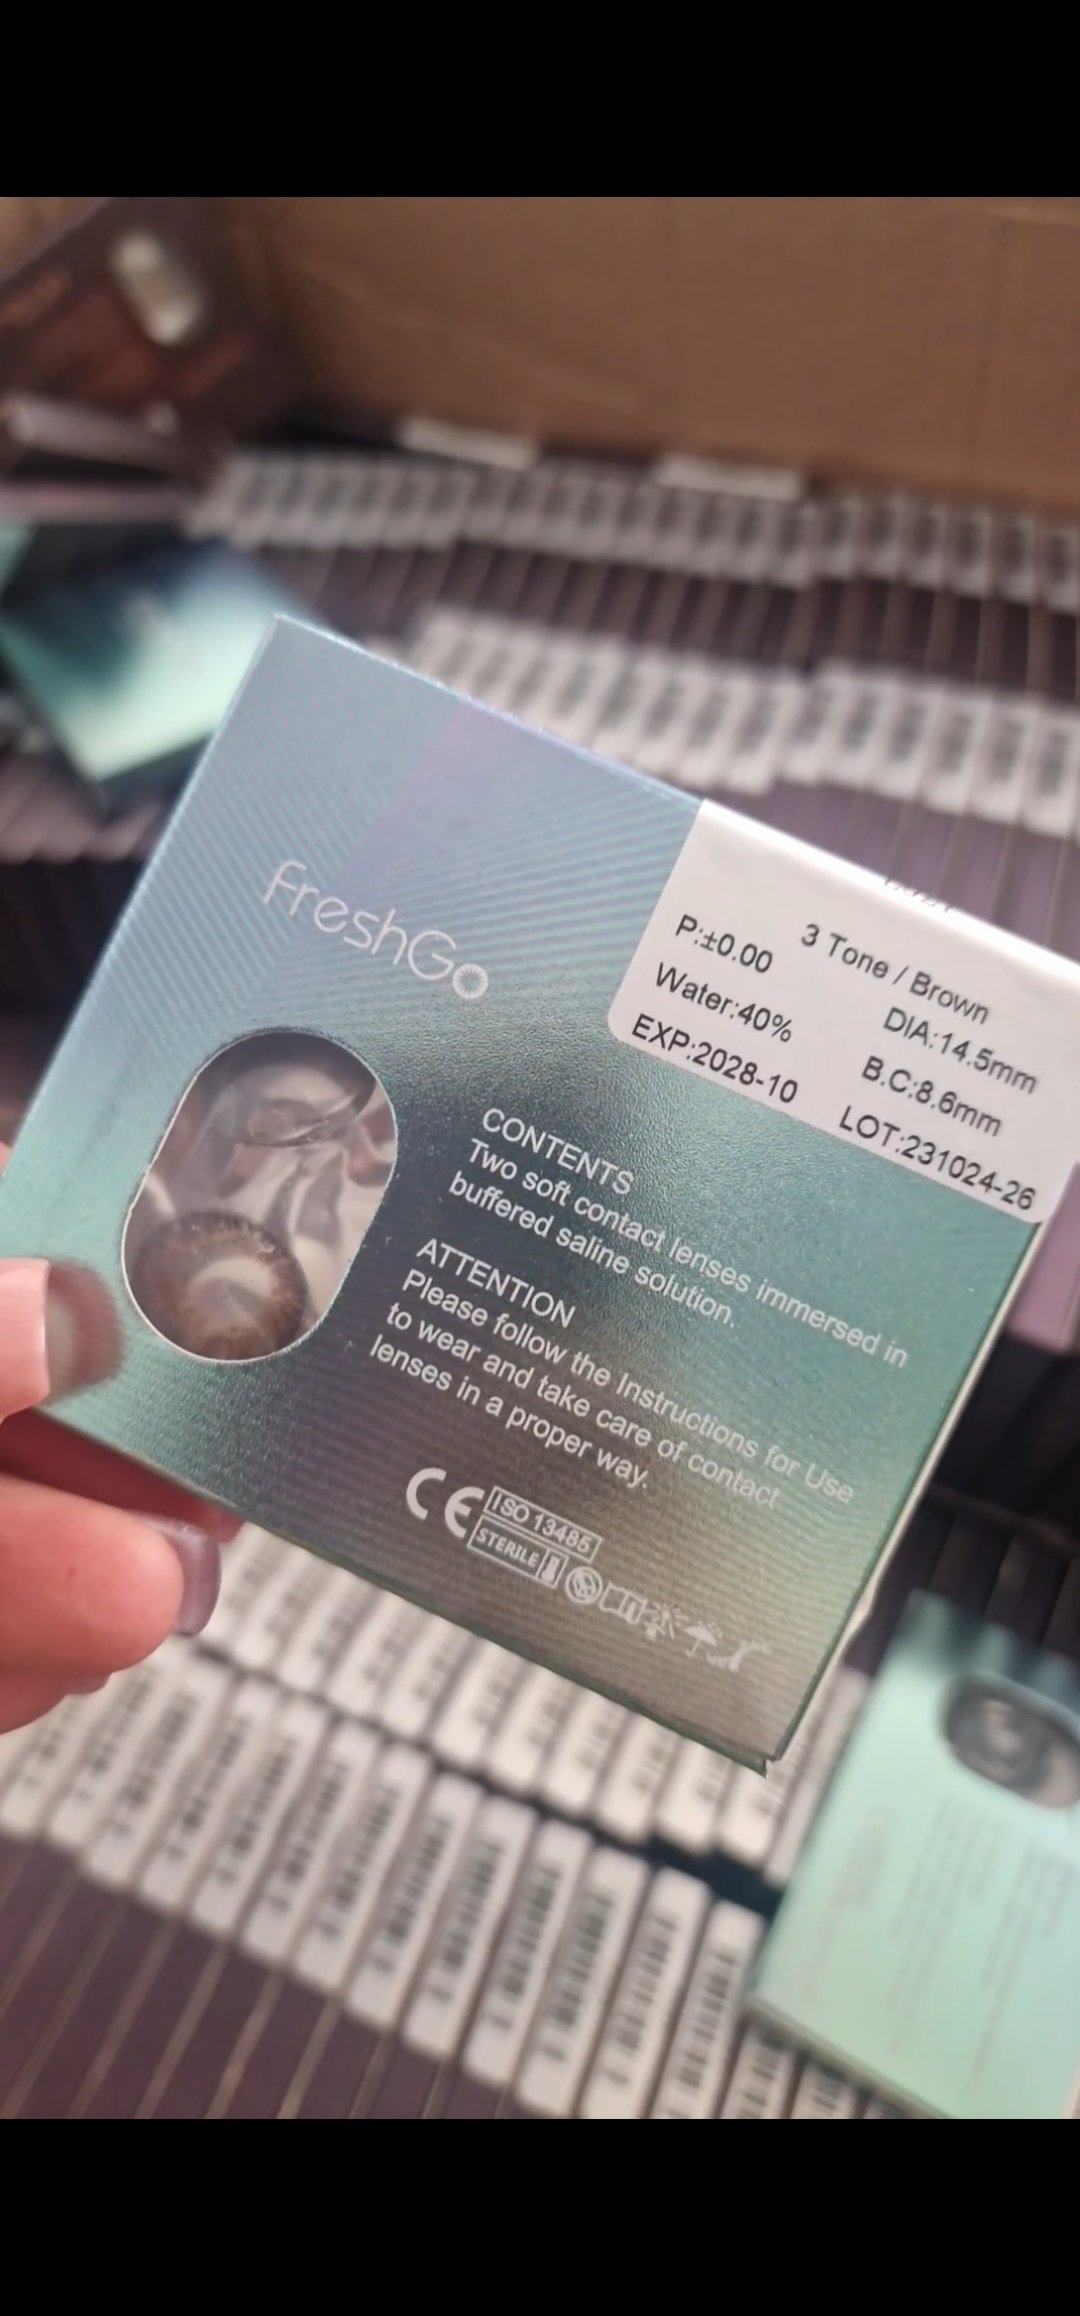 FreshGo
3 Tone / Brown
P:±0.00
DIA:14.5mm
Water:40%
B.C:8.6mm
EXP:2028-10
LOT:231024-26
CONTENTS
Two soft contact lenses immersed in
buffered saline solution.
ATTENTION
Please follow the Instructions for Use
to wear and take care of contact
lenses in a proper way.
CE
ISO 13485
STERILE